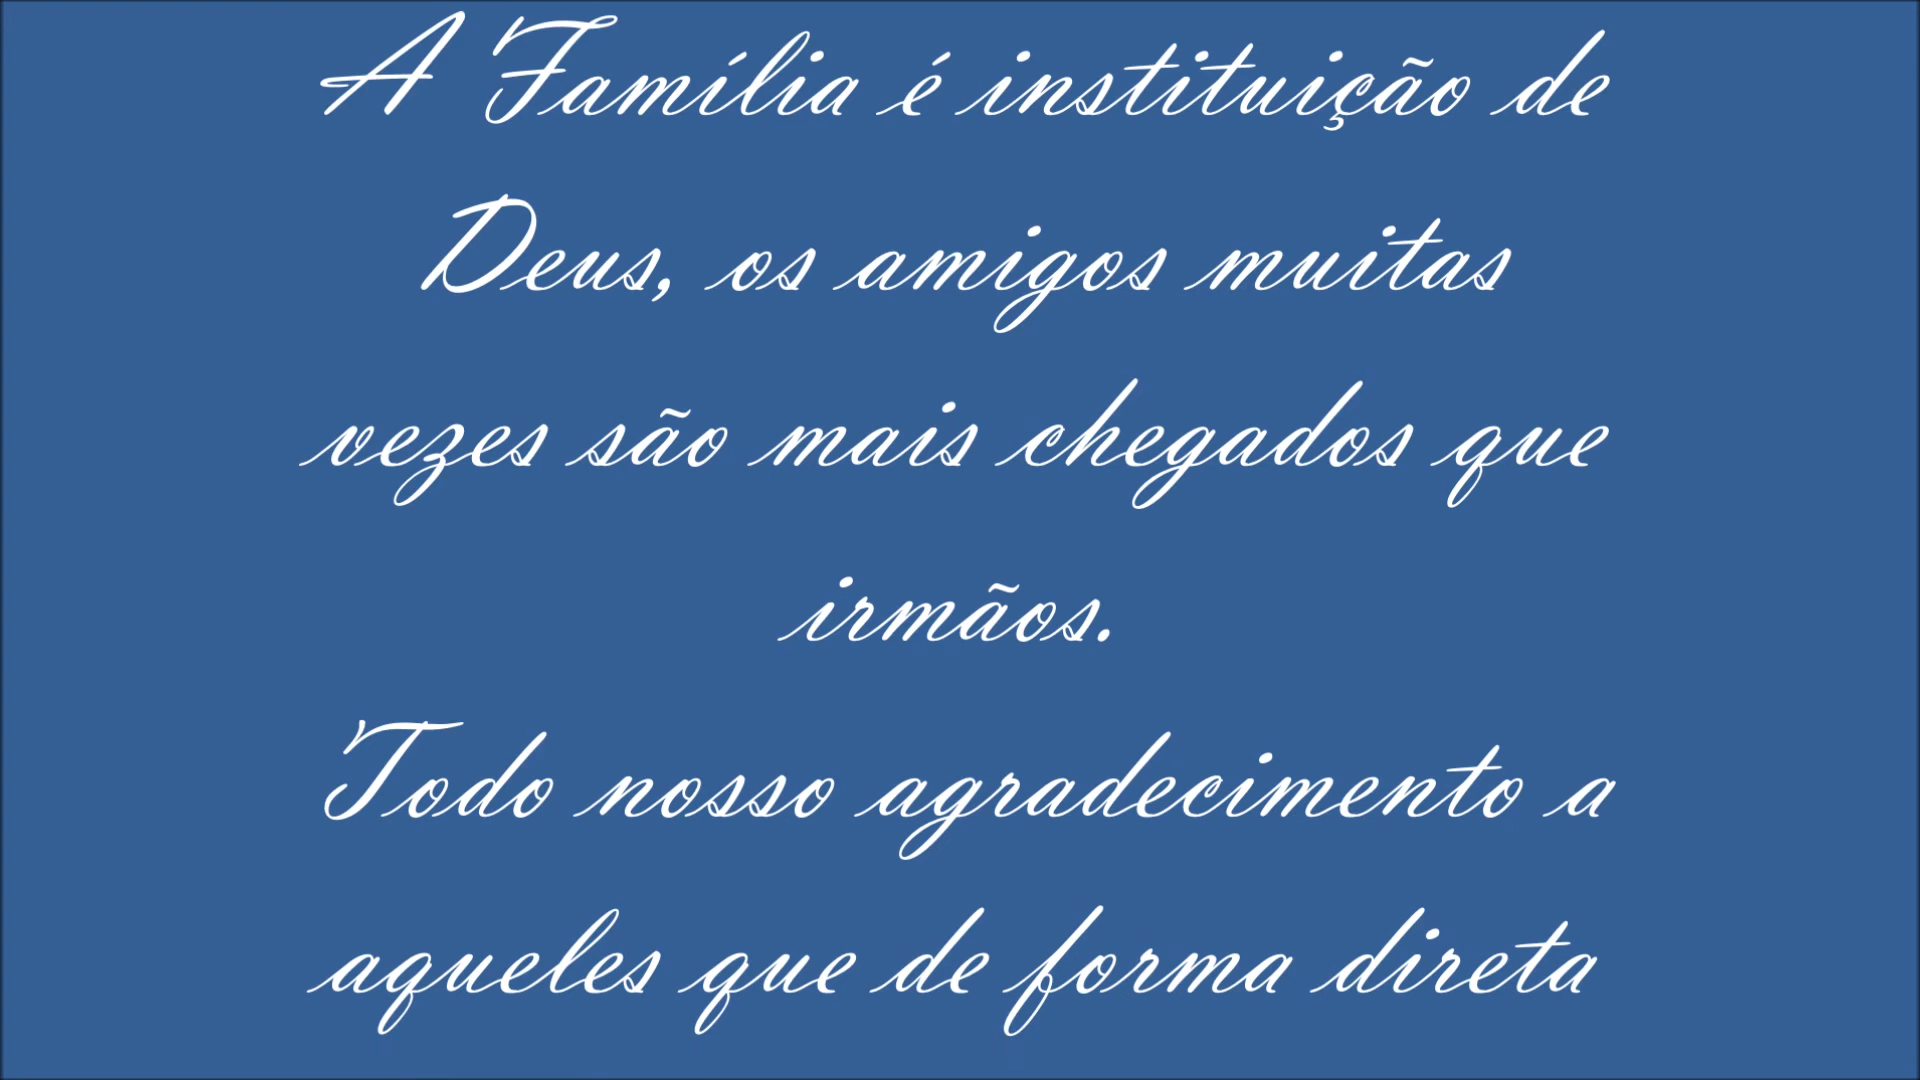 A Família é instituição de
Deus, os amigos muitas
vezes são mais chegados que
irmãos.
Todo nosso agradecimento a
aqueles que de forma direta